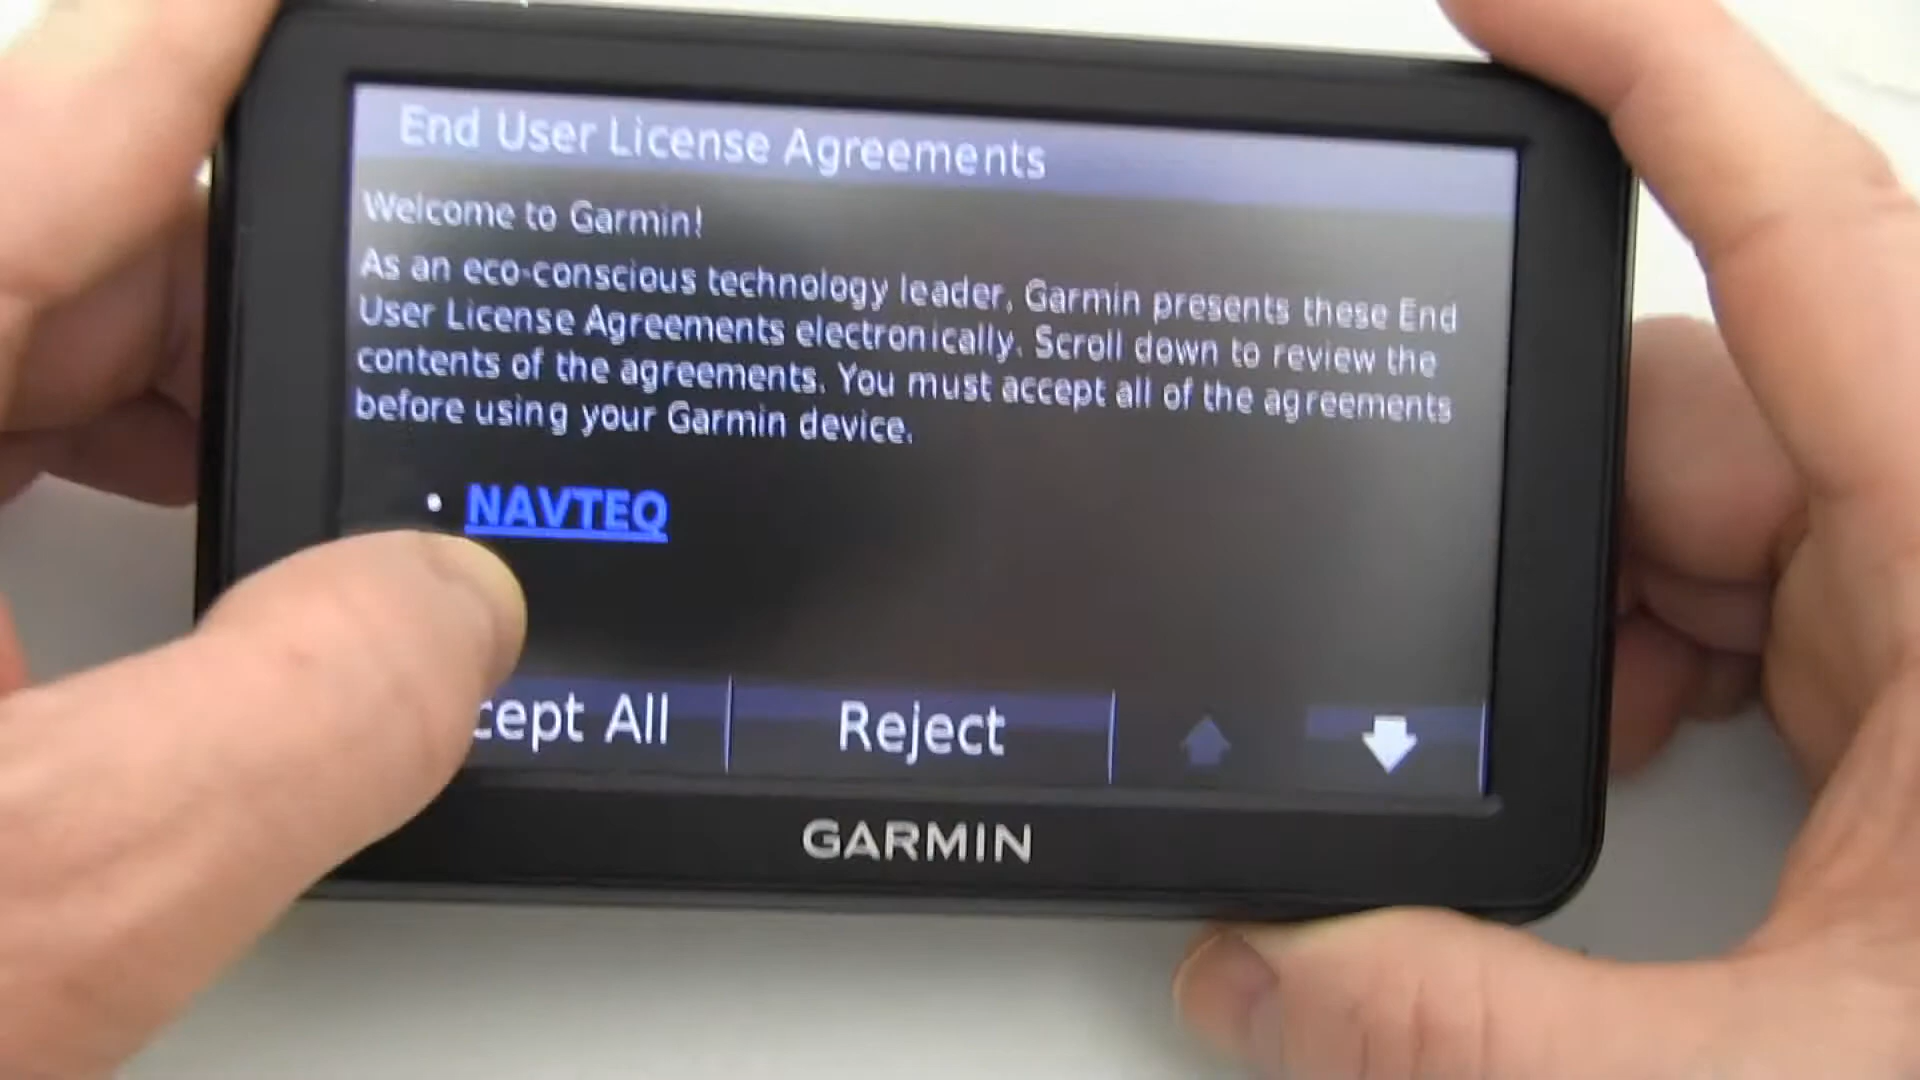 End User License Agreements
Welcome to Garmin!
As an eco-conscious technology leader, Garmin presents these End
User License Agreements electronically. Scroll down to review the
contents of the agreements. You must accept all of the agreements
before using your Garmin device.
• NAVTEQ
cept All Reject
GARMIN